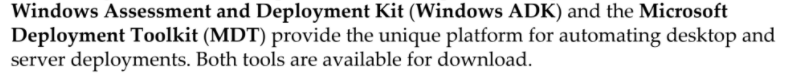 Windows Assessment and Deployment Kit (Windows ADK) and the Microsoft
Deployment Toolkit (MDT) provide the unique platform for automating desktop and
server deployments. Both tools are available for download.